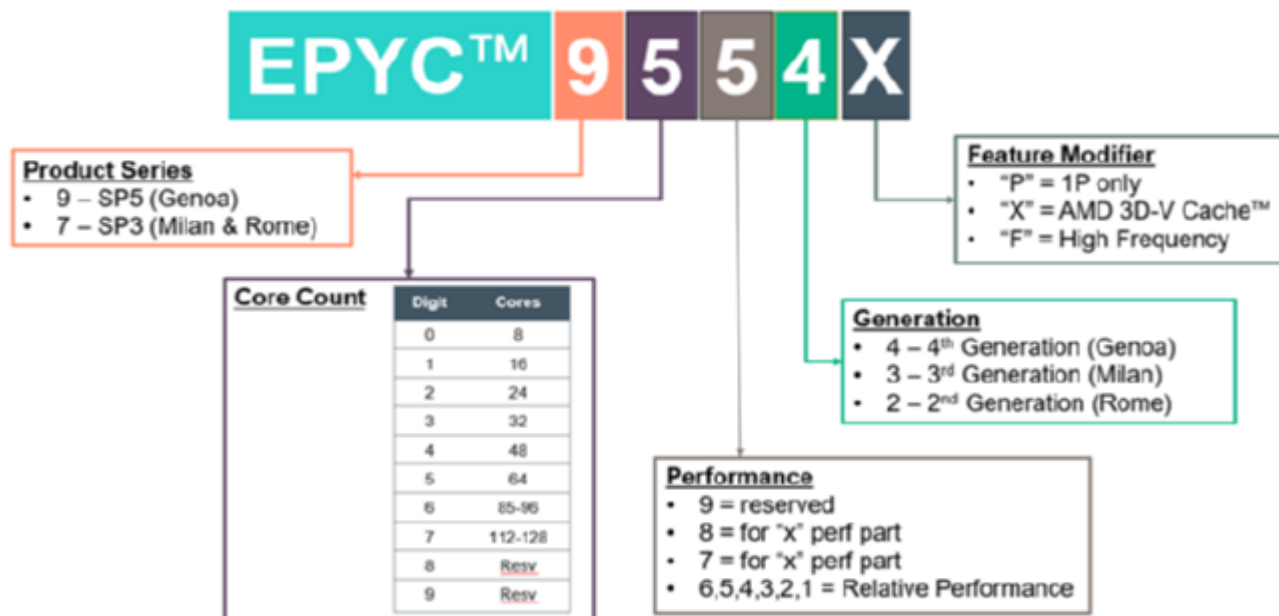 EPYC™ 9 5 5 4 X
Product Series
• 9 – SP5 (Genoa)
• 7 – SP3 (Milan & Rome)
Feature Modifier
• “P” = 1P only
• “X” = AMD 3D-V Cache™
• “F” = High Frequency
Core Count
Digit Cores
0 8
1 16
2 24
3 32
4 48
5 64
6 85-96
7 112-128
8 Resv
9 Resv
Generation
• 4 – 4th Generation (Genoa)
• 3 – 3rd Generation (Milan)
• 2 – 2nd Generation (Rome)
Performance
• 9 = reserved
• 8 = for “x” perf part
• 7 = for “x” perf part
• 6,5,4,3,2,1 = Relative Performance